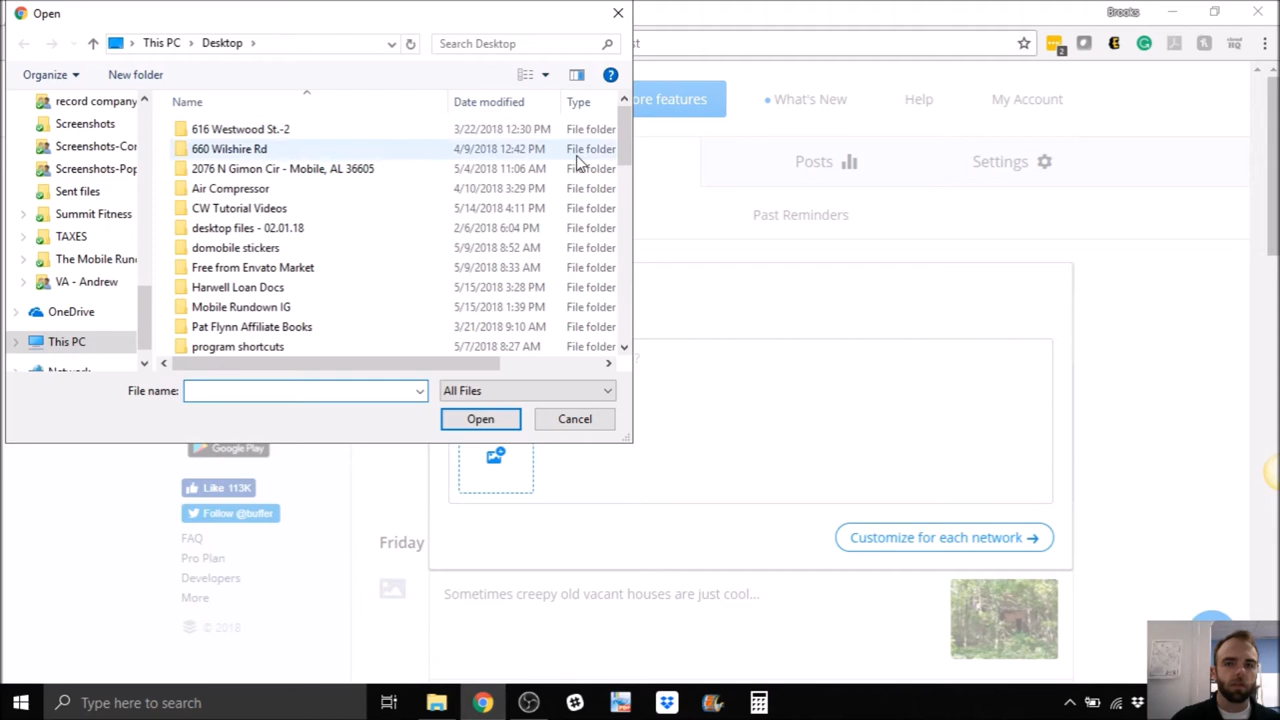 Open
Brooks
This PC > Desktop >
Search Desktop
st
Organize
New folder
ore features
What's New
Help
My Account
Name
Date modified
Type
record company
Screenshots
Screenshots-Cor
Screenshots-Pop
Sent files
Summit Fitness
TAXES
The Mobile Run
VA - Andrew
OneDrive
This PC
Network
616 Westwood St.-2 3/22/2018 12:30 PM File folder
660 Wilshire Rd 4/9/2018 12:42 PM File folder
2076 N Gimon Cir - Mobile, AL 36605 5/4/2018 11:06 AM File folder
Air Compressor 4/10/2018 3:29 PM File folder
CW Tutorial Videos 5/14/2018 4:11 PM File folder
desktop files - 02.01.18 2/6/2018 6:04 PM File folder
domobile stickers 5/9/2018 8:52 AM File folder
Free from Envato Market 5/9/2018 8:33 AM File folder
Harwell Loan Docs 5/15/2018 3:28 PM File folder
Mobile Rundown IG 5/15/2018 1:39 PM File folder
Pat Flynn Affiliate Books 3/21/2018 9:10 AM File folder
program shortcuts 5/7/2018 8:27 AM File folder
File name:
All Files
Open
Cancel
Posts
Settings
Past Reminders
?
Google Play
Like 113K
Follow @buffer
FAQ
Pro Plan
Developers
More
© 2018
Customize for each network →
Friday
Sometimes creepy old vacant houses are just cool...
Type here to search